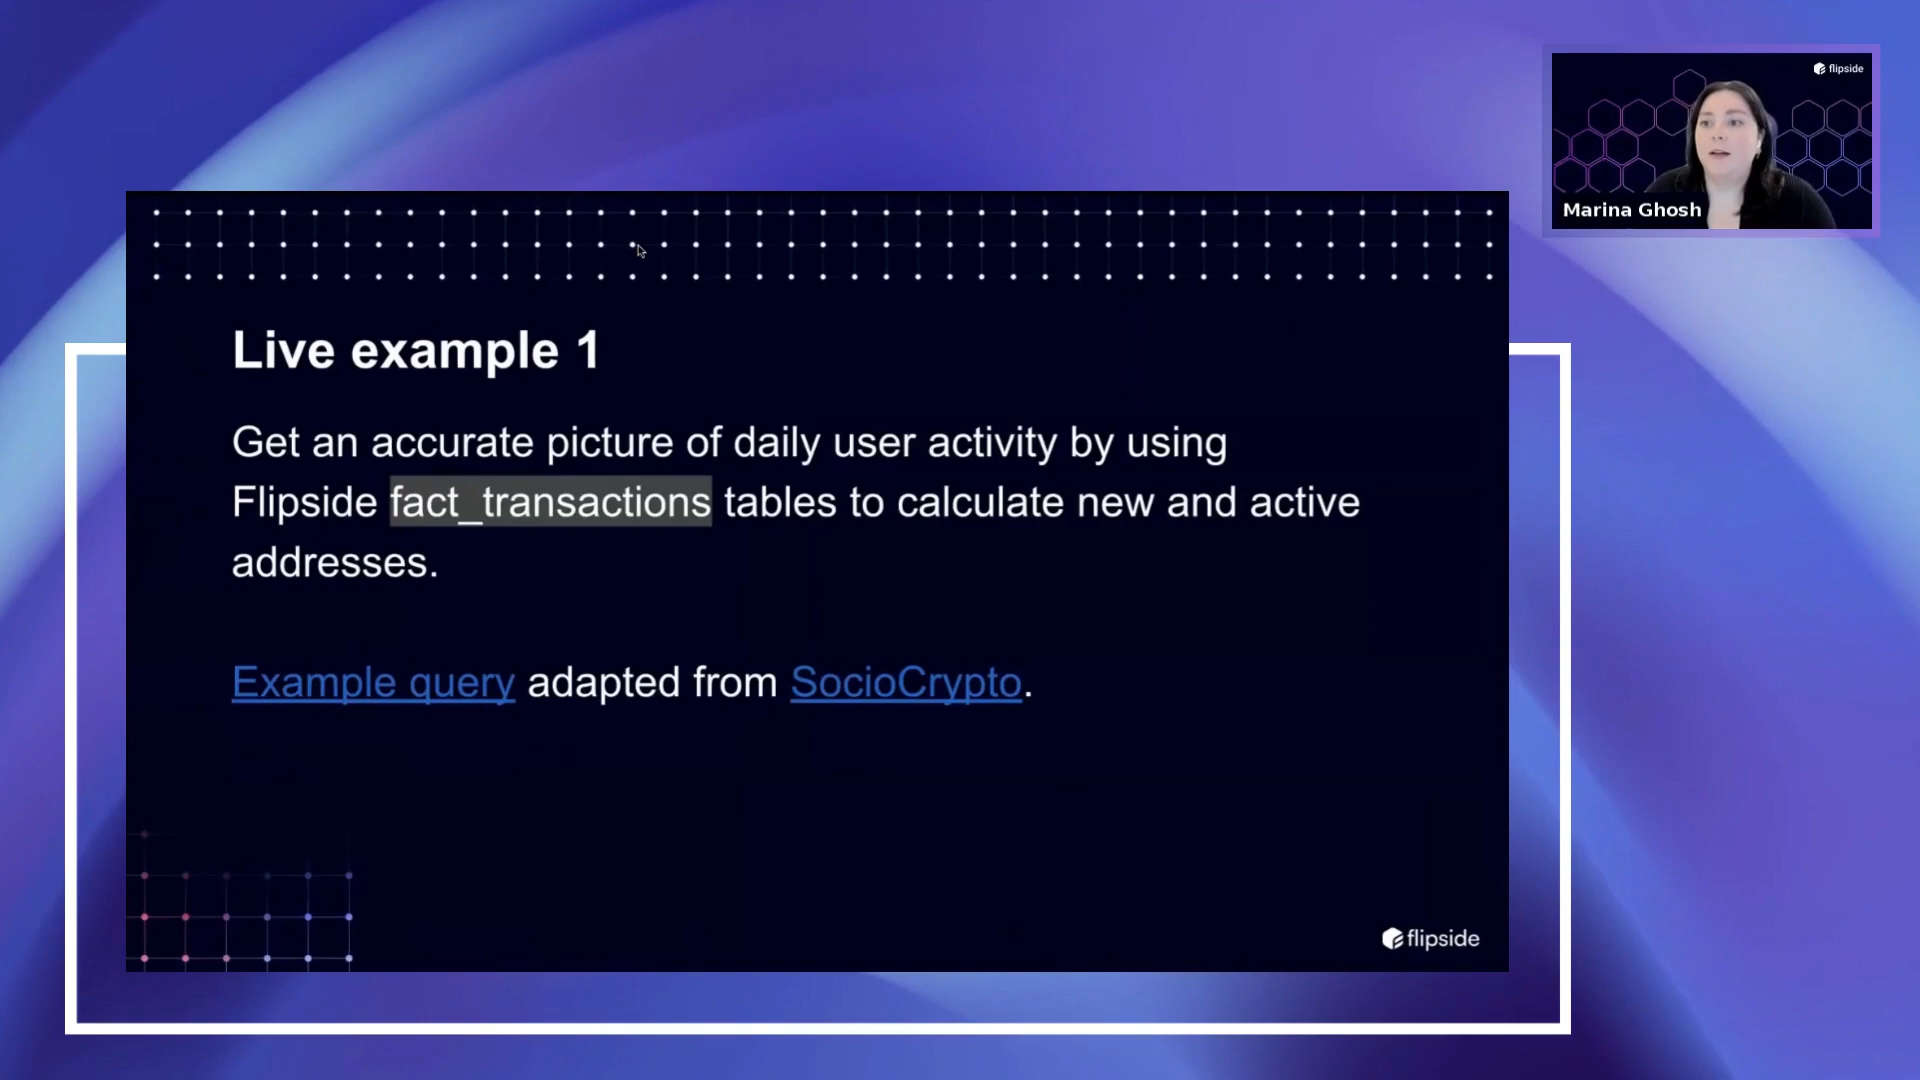 flipside
Marina Ghosh
Live example 1
Get an accurate picture of daily user activity by using
Flipside fact_transactions tables to calculate new and active
addresses.
Example query adapted from SocioCrypto.
flipside